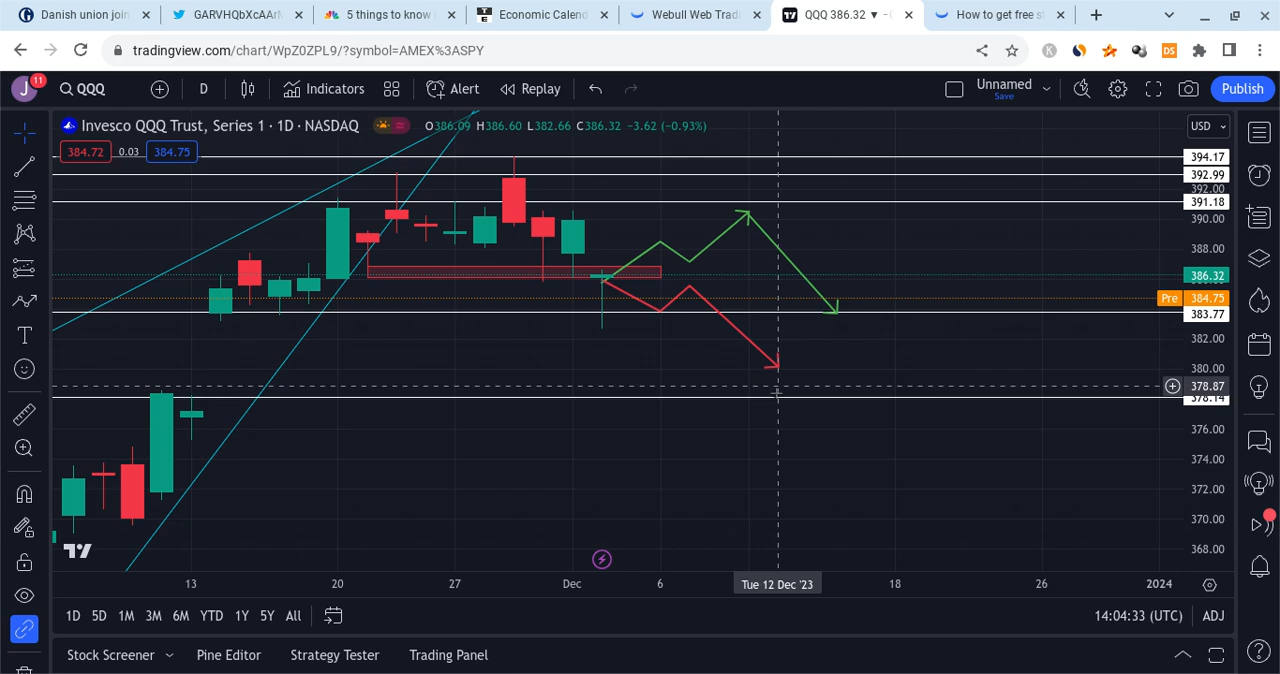 Danish union join
GARVHQbXcAAr
5 things to know
Economic Calend
Webull Web Tradi
QQQ 386.32 ▼
How to get free s
tradingview.com/chart/WpZ0ZPL9/?symbol=AMEX%3ASPY
K
DS
J
11
QQQ
D
Indicators
Alert
Replay
Unnamed
Save
Publish
Invesco QQQ Trust, Series 1 · 1D · NASDAQ
O386.09 H386.60 L382.66 C386.32 -3.62 (-0.93%)
USD
384.72
0.03
384.75
394.17
392.99
392.00
391.18
390.00
388.00
386.32
Pre 384.75
383.77
382.00
380.00
378.87
378.14
376.00
374.00
372.00
370.00
368.00
13
20
27
Dec
6
Tue 12 Dec '23
18
26
2024
1D
5D
1M
3M
6M
YTD
1Y
5Y
All
14:04:33 (UTC)
ADJ
Stock Screener
Pine Editor
Strategy Tester
Trading Panel